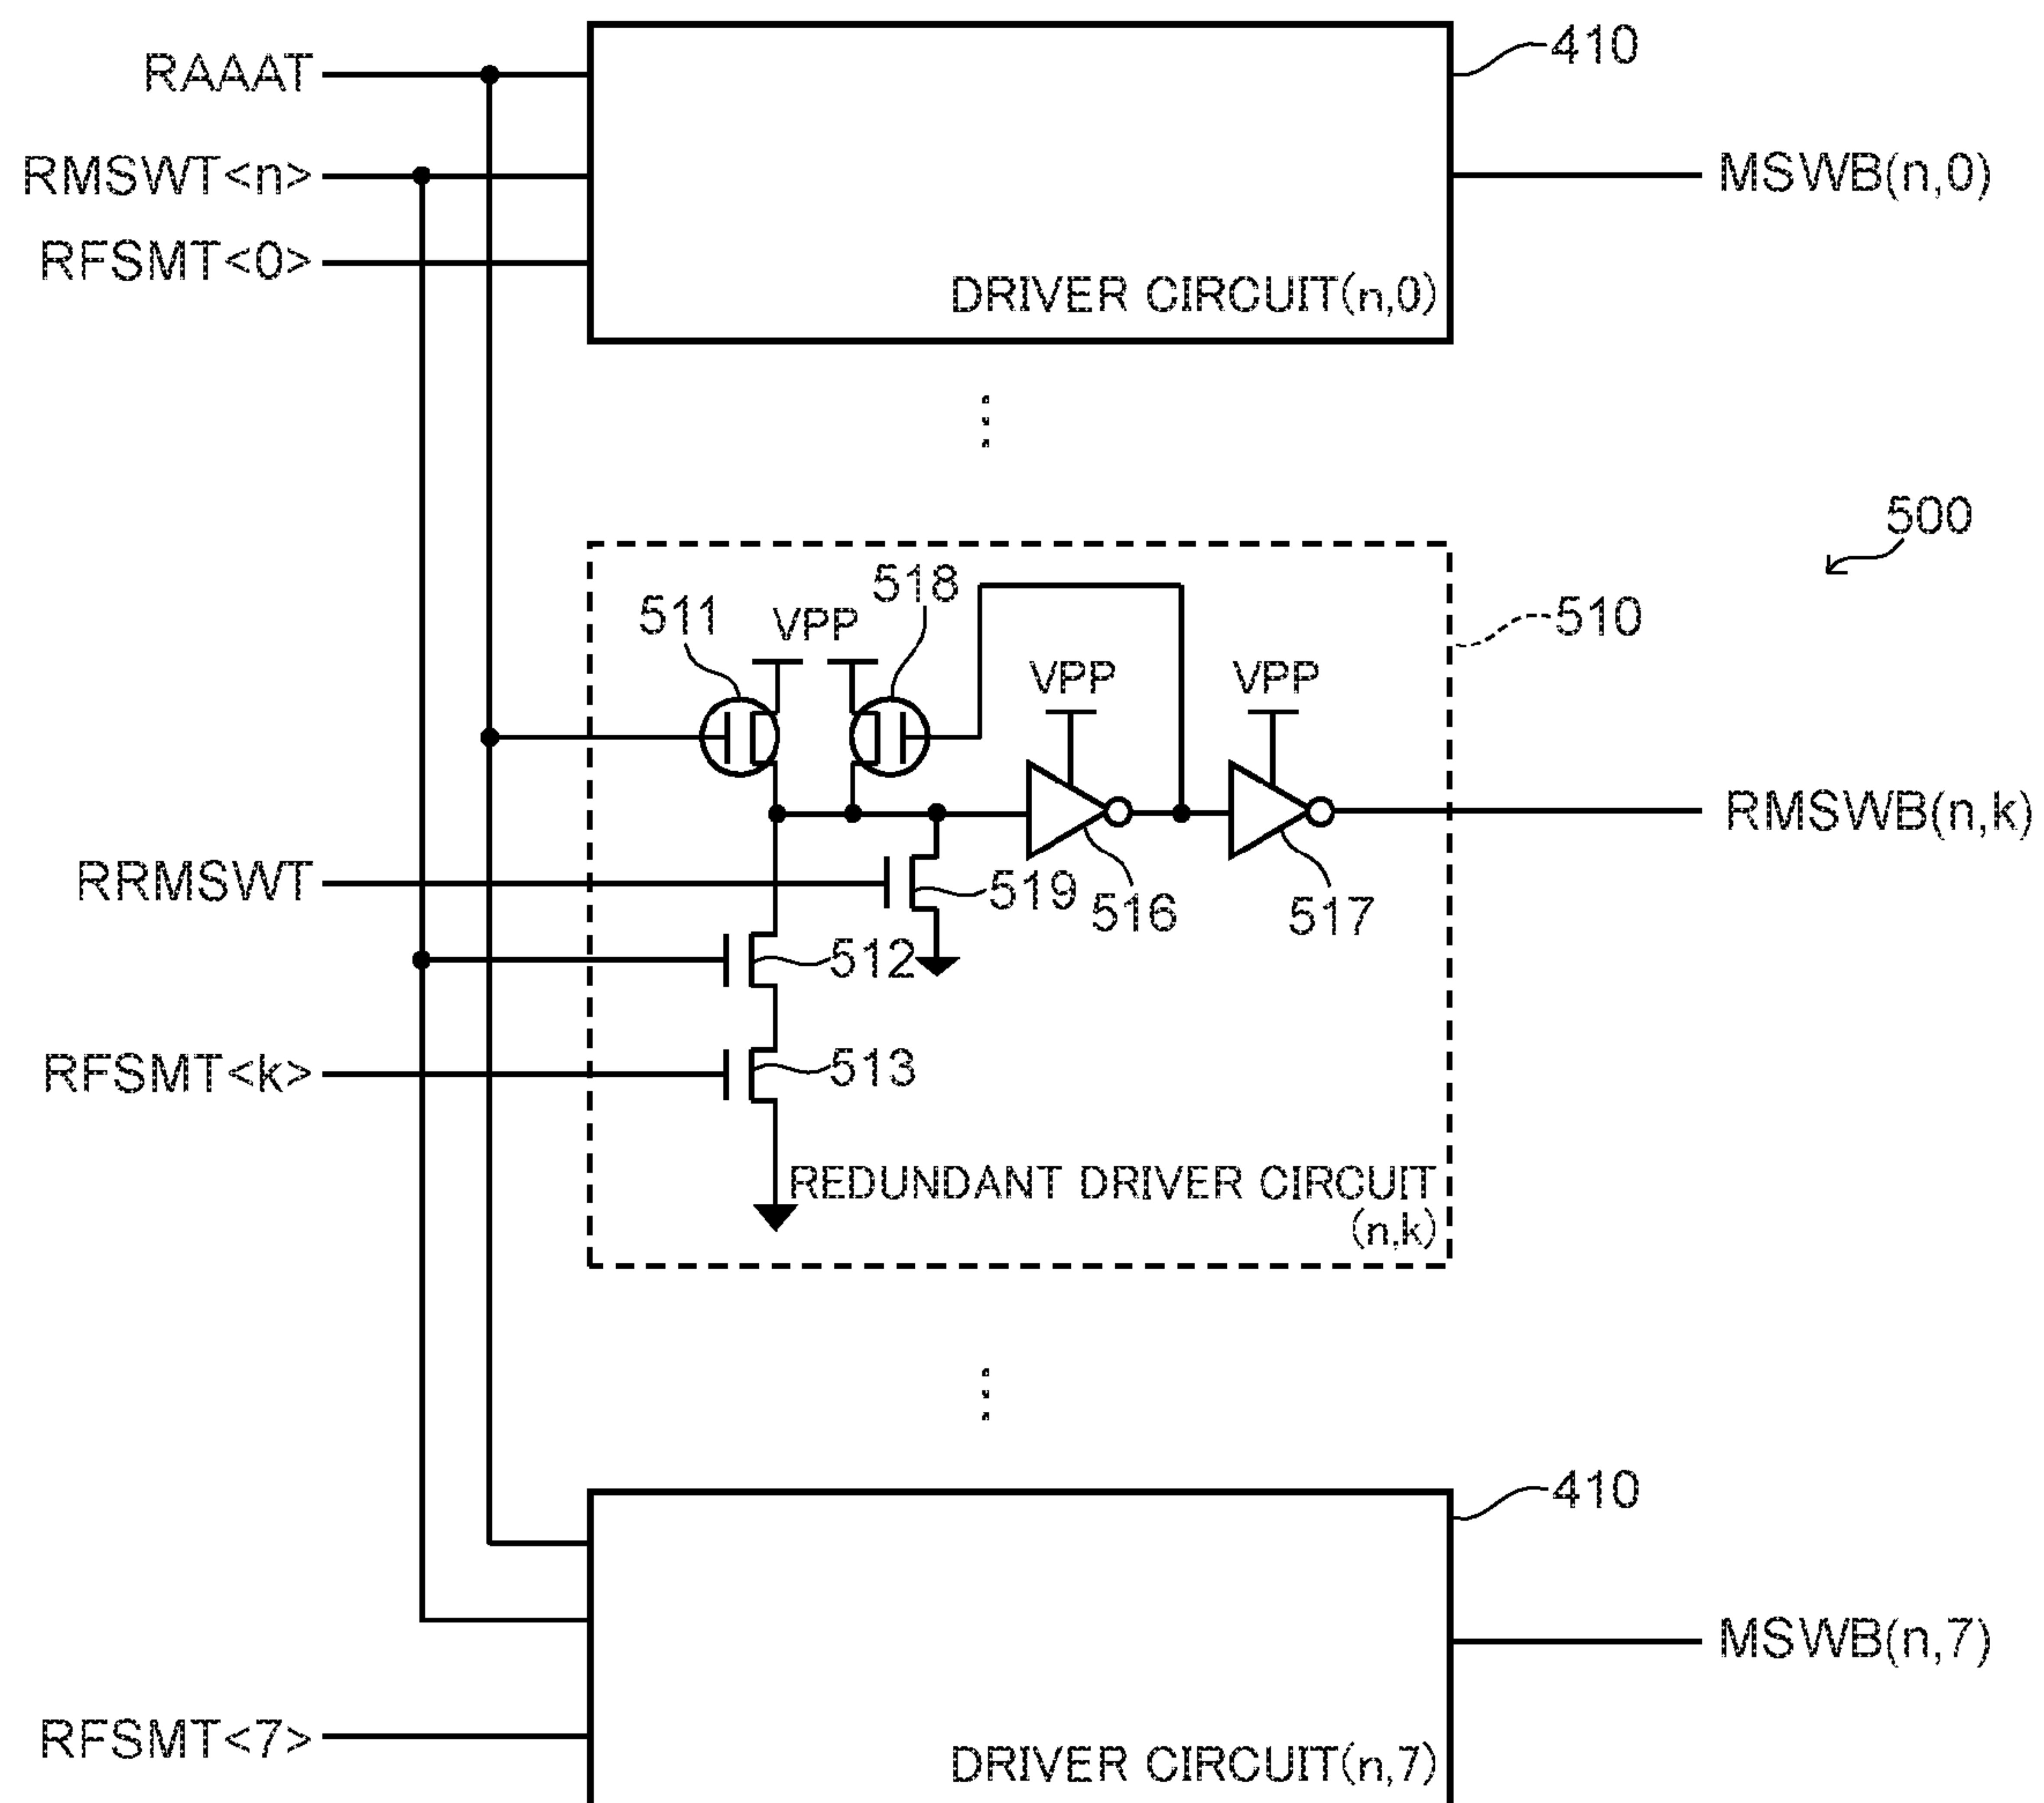 RAAAT
410
RMSWT<n>
MSWB(n,0)
RFSMT<0>
DRIVER CIRCUIT(n,0)
500
518
511
VPP
510
VPP
VPP
RMSWB(n,k)
RRMSWT
519
516
517
512
RFSMT<k>
513
REDUNDANT DRIVER CIRCUIT
(n,k)
410
MSWB(n,7)
RFSMT<7>
DRIVER CIRCUIT(n,7)